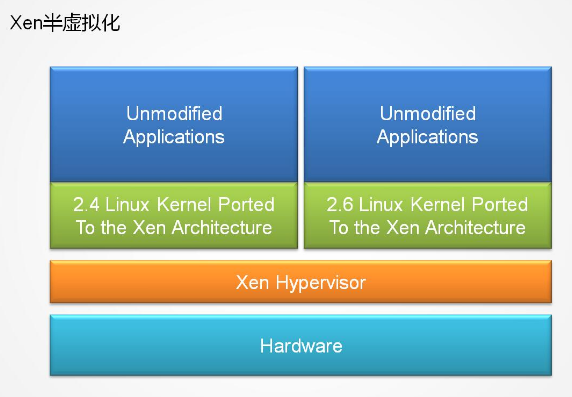 Xen半虚拟化
Unmodified
Applications
Unmodified
Applications
2.4 Linux Kernel Ported
To the Xen Architecture
2.6 Linux Kernel Ported
To the Xen Architecture
Xen Hypervisor
Hardware